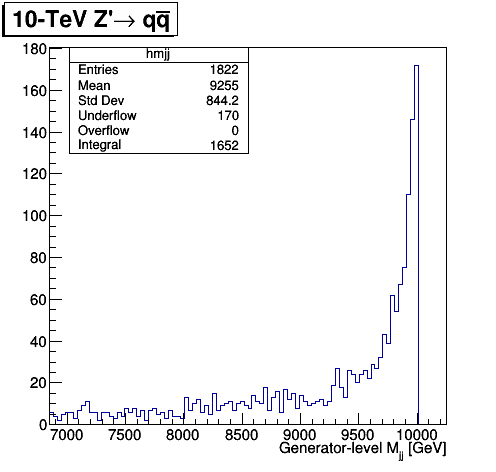 10-TeV Z'→ qq̅
hmjj
Entries 1822
Mean 9255
Std Dev 844.2
Underflow 170
Overflow 0
Integral 1652
180
160
140
120
100
80
60
40
20
0
7000 7500 8000 8500 9000 9500 10000
Generator-level Mjj [GeV]